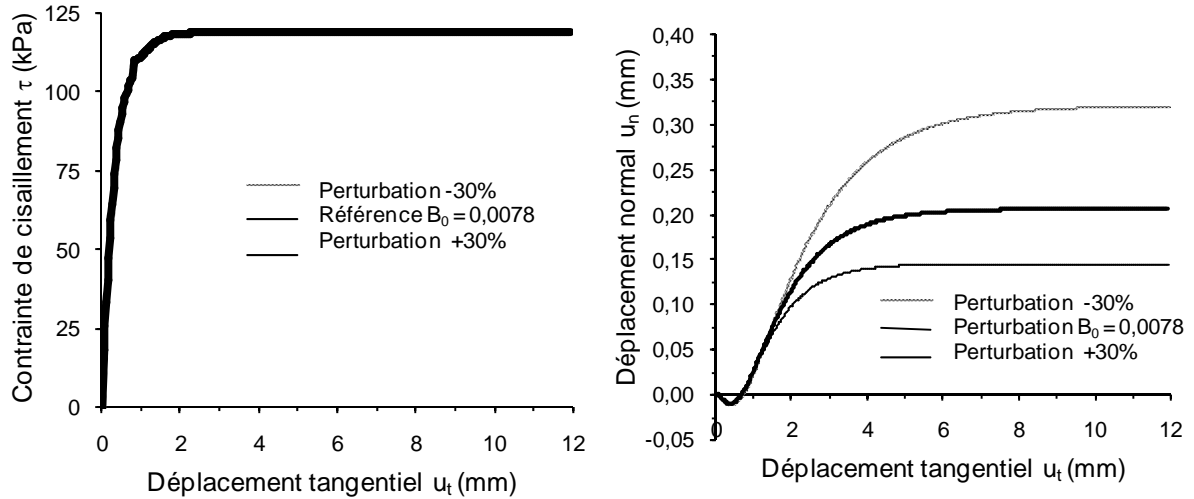 Contrainte de cisaillement τ (kPa)
125
100
75
50
25
0
0 2 4 6 8 10 12
Déplacement tangentiel uₜ (mm)
Perturbation -30%
Référence B₀ = 0,0078
Perturbation +30%
Déplacement normal uₙ (mm)
0,40
0,35
0,30
0,25
0,20
0,15
0,10
0,05
0,00
-0,05
0 2 4 6 8 10 12
Déplacement tangentiel uₜ (mm)
Perturbation -30%
Perturbation B₀ = 0,0078
Perturbation +30%